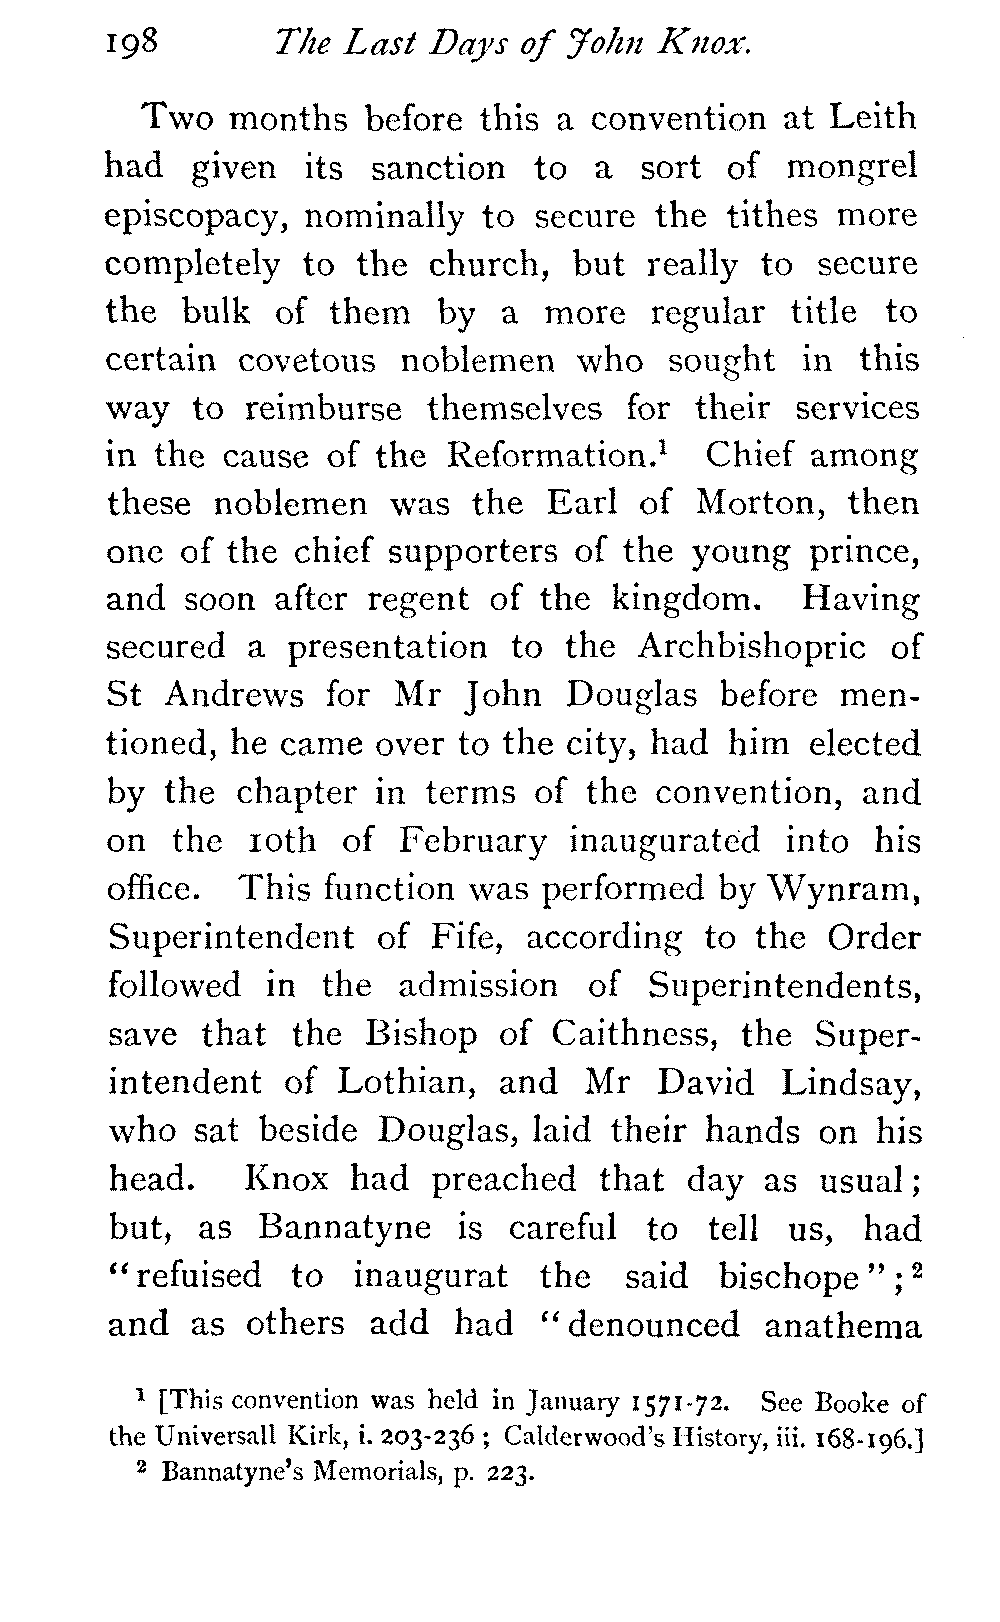 198 The Last Days of John Knox.
Two months before this a convention at Leith
had given its sanction to a sort of mongrel
episcopacy, nominally to secure the tithes more
completely to the church, but really to secure
the bulk of them by a more regular title to
certain covetous noblemen who sought in this
way to reimburse themselves for their services
in the cause of the Reformation.¹ Chief among
these noblemen was the Earl of Morton, then
one of the chief supporters of the young prince,
and soon after regent of the kingdom. Having
secured a presentation to the Archbishopric of
St Andrews for Mr John Douglas before men-
tioned, he came over to the city, had him elected
by the chapter in terms of the convention, and
on the 10th of February inaugurated into his
office. This function was performed by Wynram,
Superintendent of Fife, according to the Order
followed in the admission of Superintendents,
save that the Bishop of Caithness, the Super-
intendent of Lothian, and Mr David Lindsay,
who sat beside Douglas, laid their hands on his
head. Knox had preached that day as usual;
but, as Bannatyne is careful to tell us, had
“refuised to inaugurat the said bischope”;²
and as others add had “denounced anathema
¹ [This convention was held in January 1571-72. See Booke of
the Universall Kirk, i. 203-236; Calderwood's History, iii. 168-196.]
² Bannatyne's Memorials, p. 223.